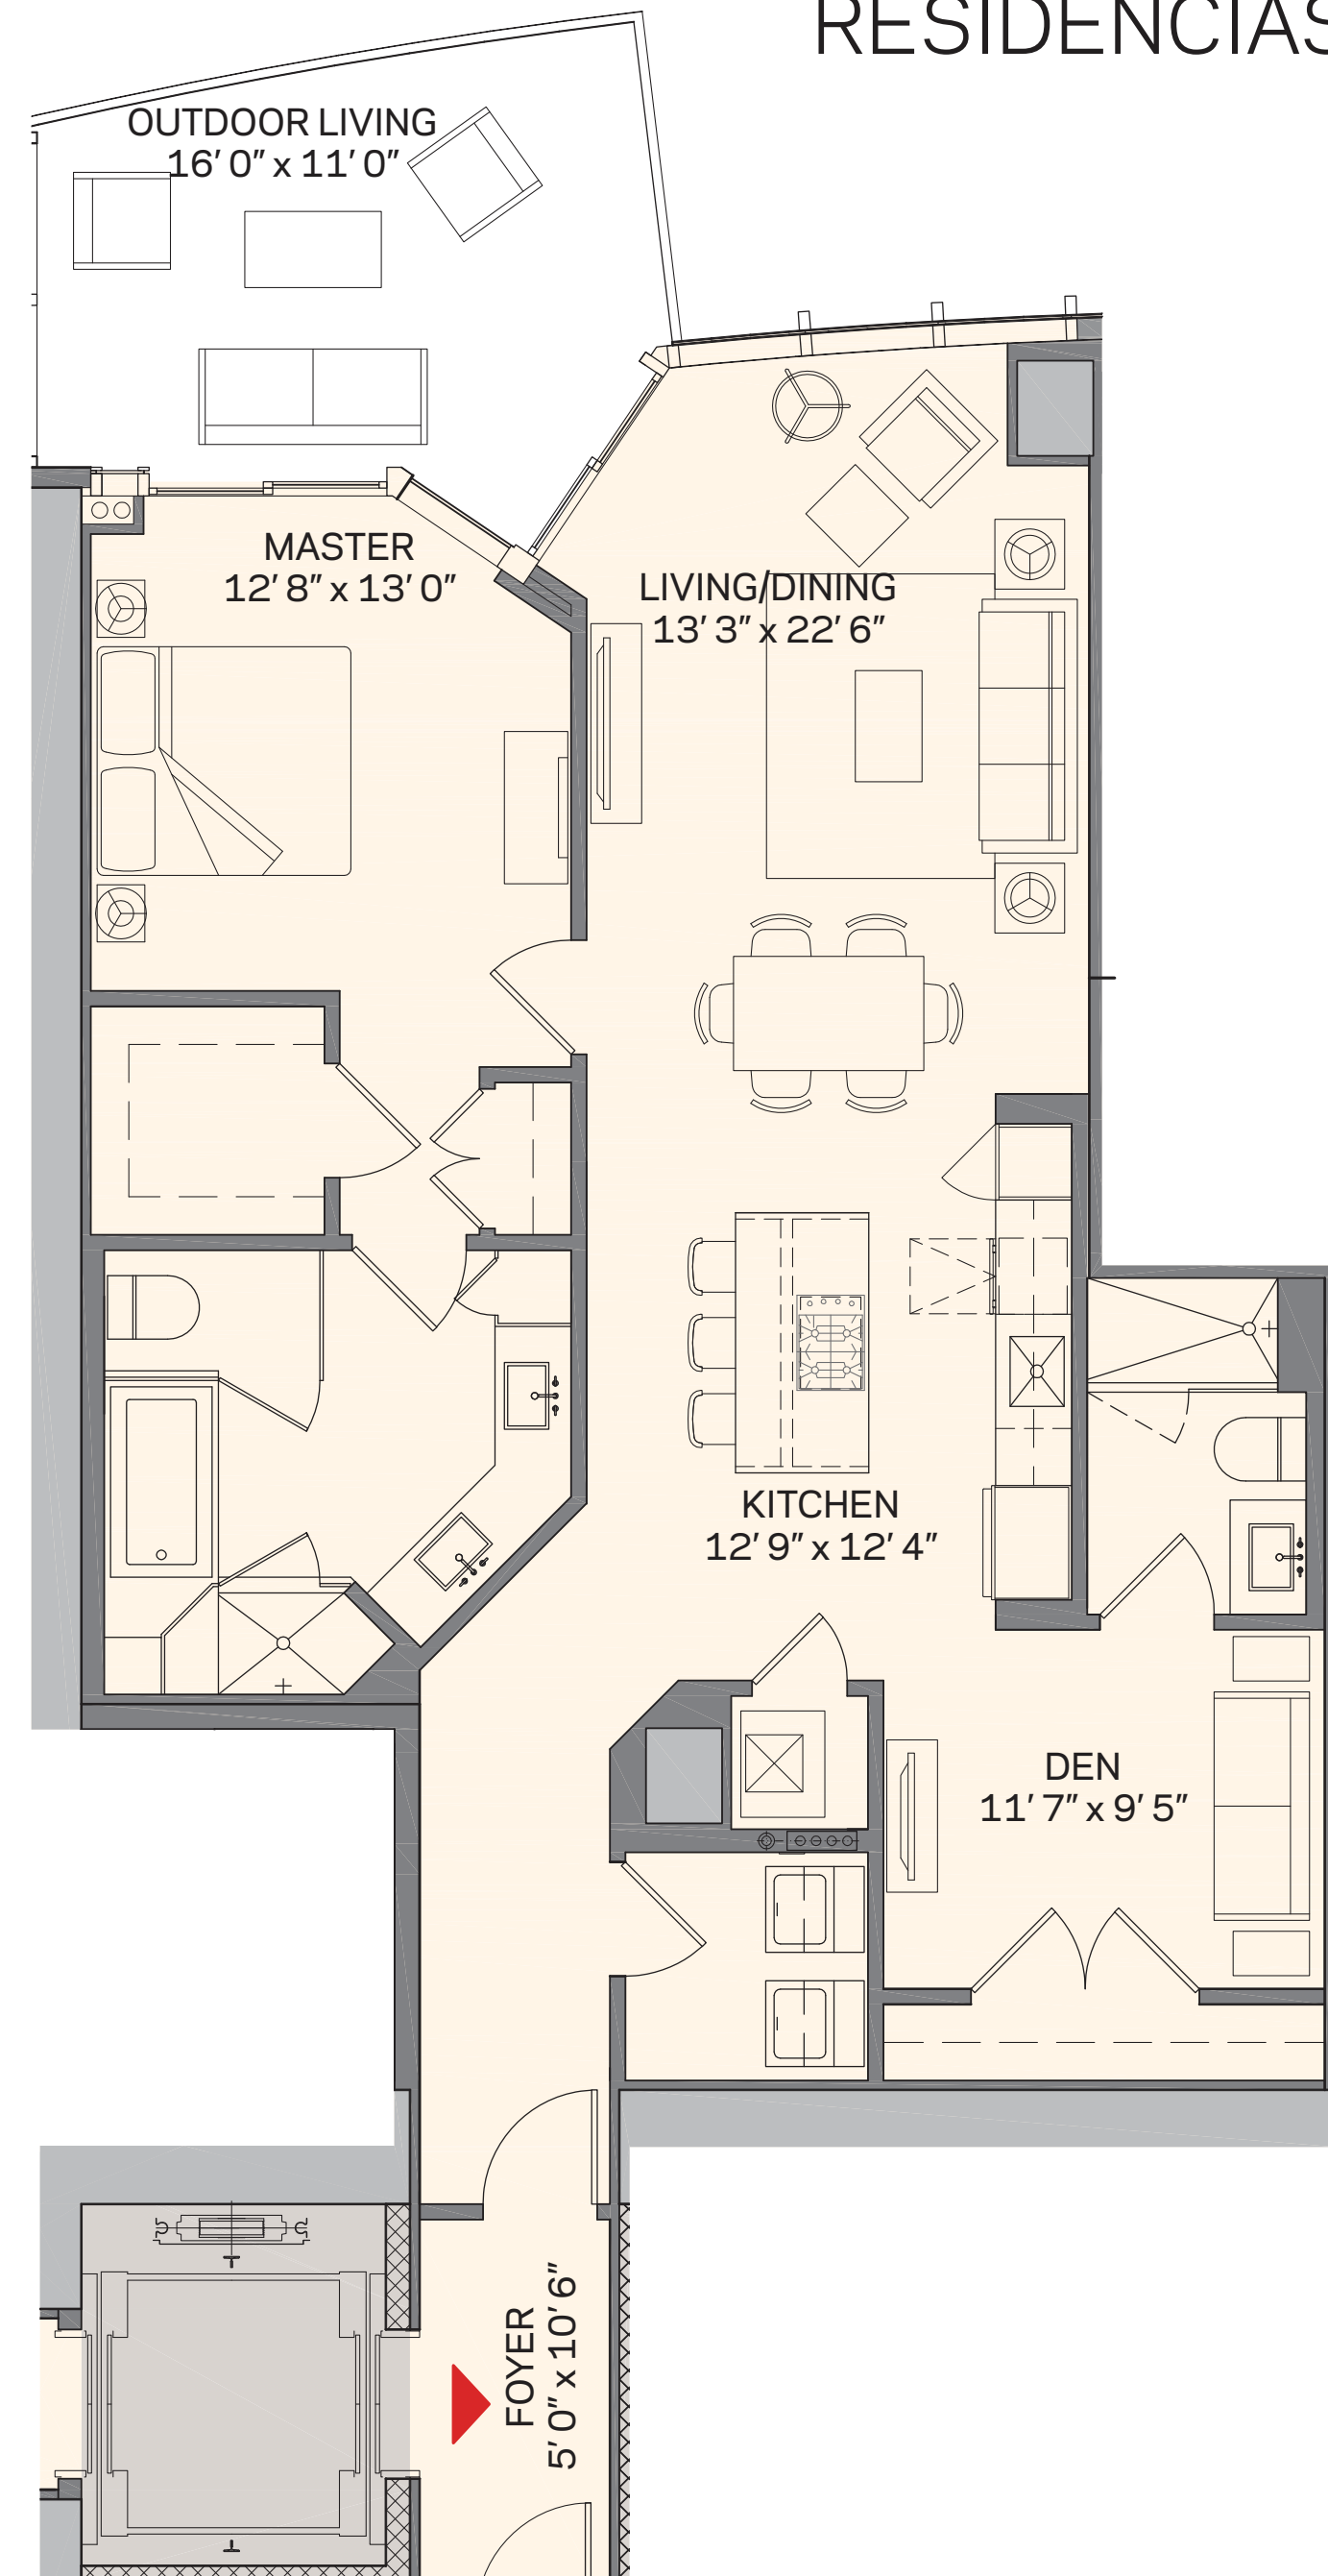 RESIDENCIAS
OUTDOOR LIVING
16' 0" x 11' 0"
MASTER
12' 8" x 13' 0"
LIVING/DINING
13' 3" x 22' 6"
KITCHEN
12' 9" x 12' 4"
DEN
11' 7" x 9' 5"
FOYER
5' 0" x 10' 6"